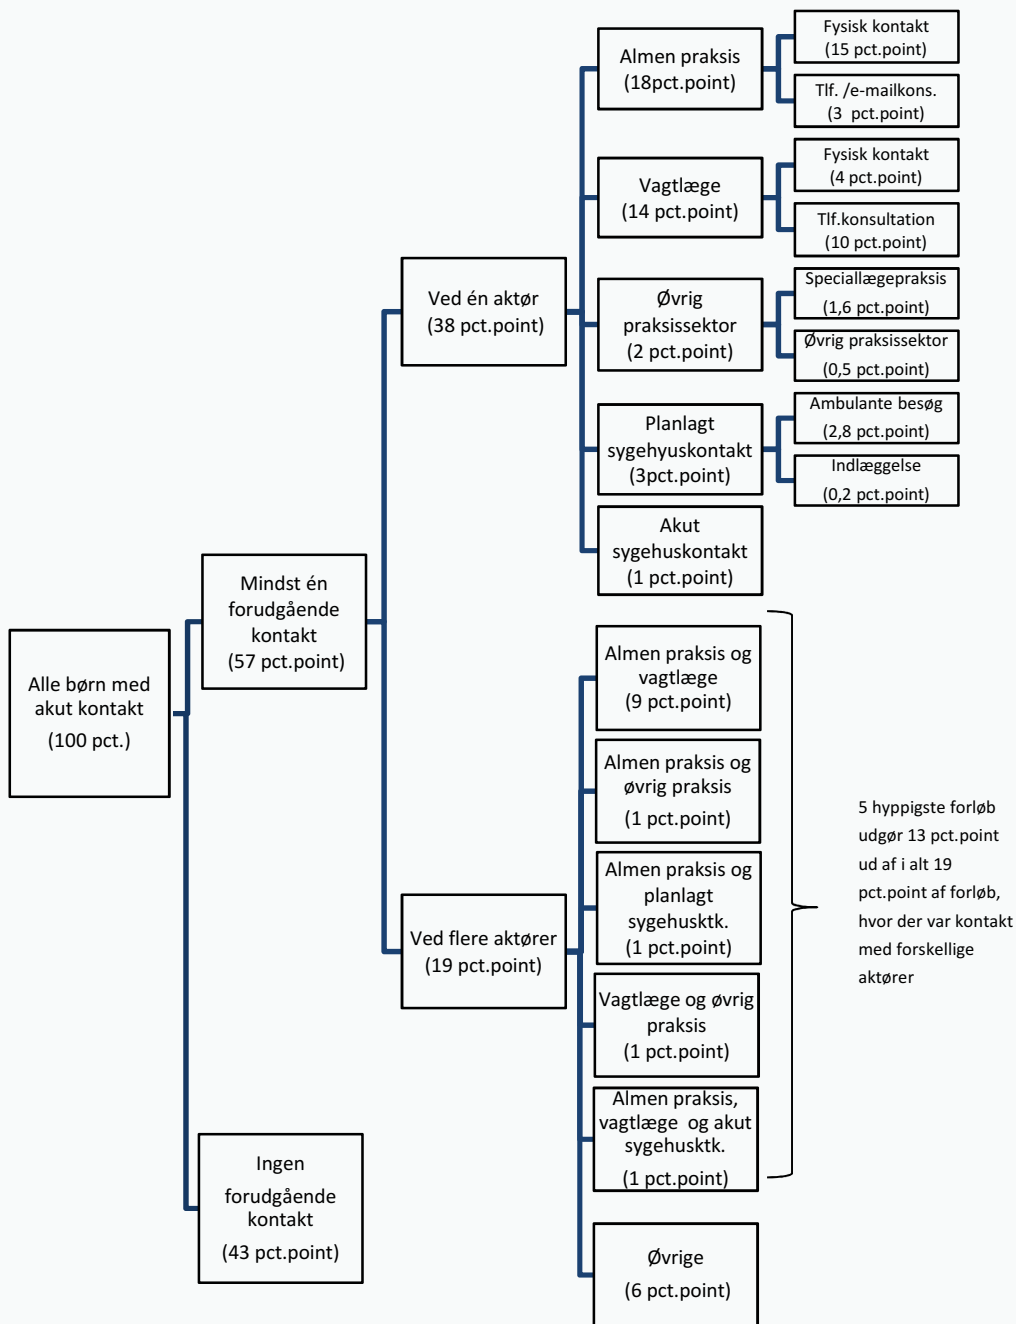 Alle børn med
akut kontakt
(100 pct.)
Mindst én
forudgående
kontakt
(57 pct.point)
Ingen
forudgående
kontakt
(43 pct.point)
Ved én aktør
(38 pct.point)
Ved flere aktører
(19 pct.point)
Almen praksis
(18pct.point)
Vagtlæge
(14 pct.point)
Øvrig
praksissektor
(2 pct.point)
Planlagt
sygehyuskontakt
(3pct.point)
Akut
sygehuskontakt
(1 pct.point)
Fysisk kontakt
(15 pct.point)
Tlf. /e-mailkons.
(3 pct.point)
Fysisk kontakt
(4 pct.point)
Tlf.konsultation
(10 pct.point)
Speciallægepraksis
(1,6 pct.point)
Øvrig praksissektor
(0,5 pct.point)
Ambulante besøg
(2,8 pct.point)
Indlæggelse
(0,2 pct.point)
Almen praksis og
vagtlæge
(9 pct.point)
Almen praksis og
øvrig praksis
(1 pct.point)
Almen praksis og
planlagt
sygehusktk.
(1 pct.point)
Vagtlæge og øvrig
praksis
(1 pct.point)
Almen praksis,
vagtlæge og akut
sygehusktk.
(1 pct.point)
Øvrige
(6 pct.point)
5 hyppigste forløb
udgør 13 pct.point
ud af i alt 19
pct.point af forløb,
hvor der var kontakt
med forskellige
aktører